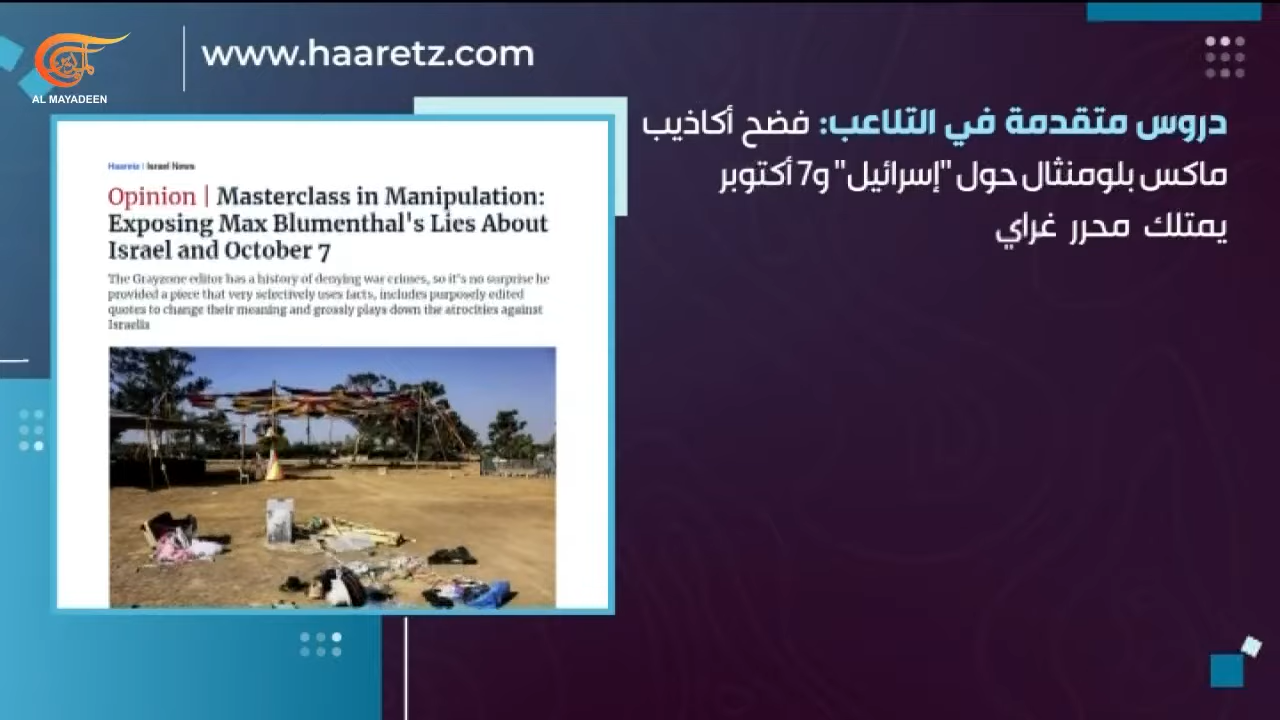 AL MAYADEEN
www.haaretz.com
دروس متقدمة في التلاعب: فضح أكاذيب
ماكس بلومنثال حول "إسرائيل" و7 أكتوبر
يمتلك محرر غراي
Haaretz | Israel News
Opinion | Masterclass in Manipulation:
Exposing Max Blumenthal's Lies About
Israel and October 7
The Grayzone editor has a history of denying war crimes, so it's no surprise he
provided a piece that very selectively uses facts, includes purposely edited
quotes to change their meaning and grossly plays down the atrocities against
Israelis